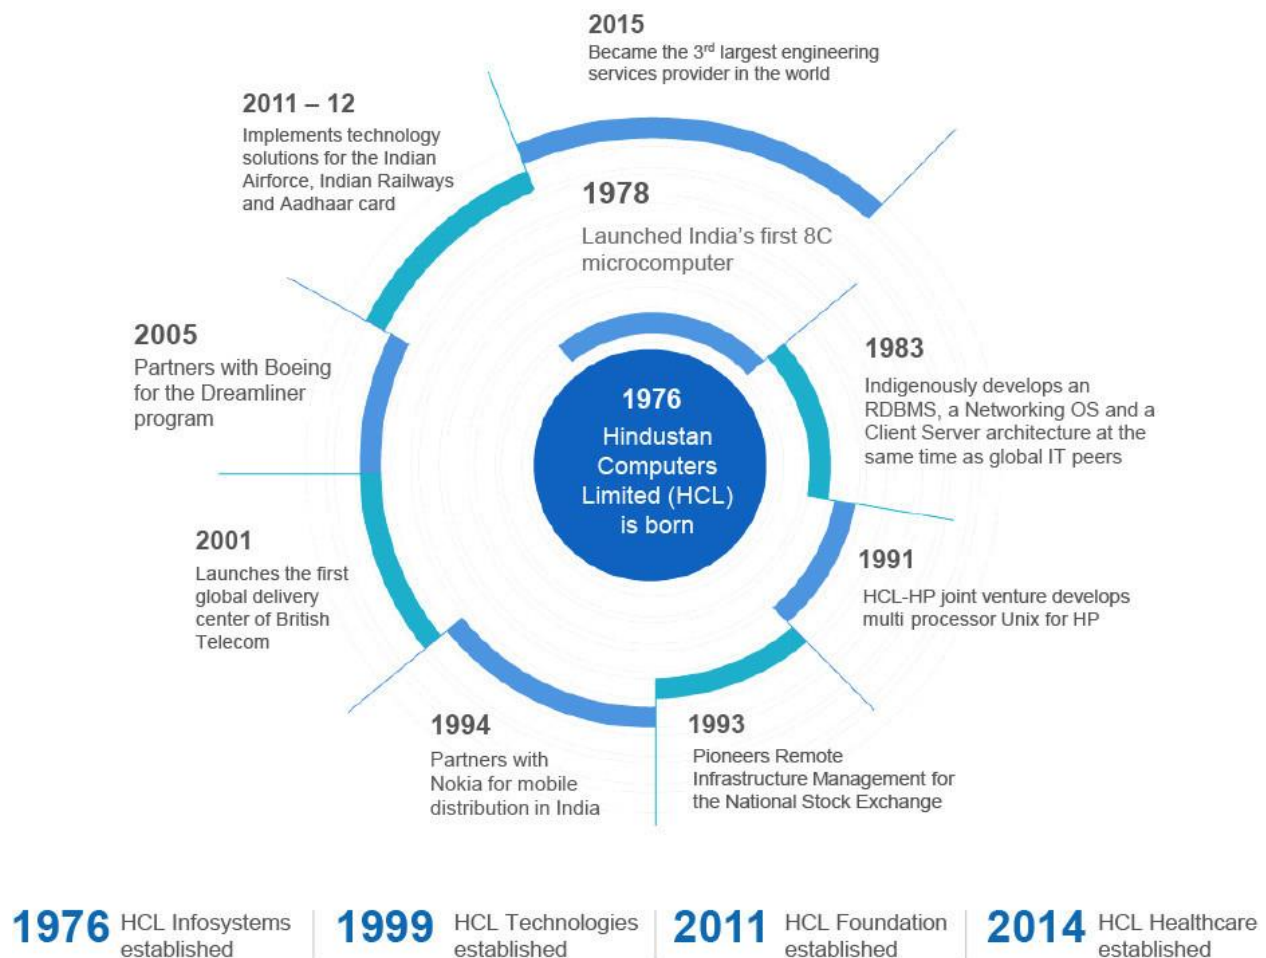 1976
Hindustan
Computers
Limited (HCL)
is born
1978
Launched India’s first 8C
microcomputer
1983
Indigenously develops an
RDBMS, a Networking OS and a
Client Server architecture at the
same time as global IT peers
1991
HCL-HP joint venture develops
multi processor Unix for HP
1993
Pioneers Remote
Infrastructure Management for
the National Stock Exchange
1994
Partners with
Nokia for mobile
distribution in India
2001
Launches the first
global delivery
center of British
Telecom
2005
Partners with Boeing
for the Dreamliner
program
2011 – 12
Implements technology
solutions for the Indian
Airforce, Indian Railways
and Aadhaar card
2015
Became the 3rd largest engineering
services provider in the world
1976 HCL Infosystems
established
1999 HCL Technologies
established
2011 HCL Foundation
established
2014 HCL Healthcare
established